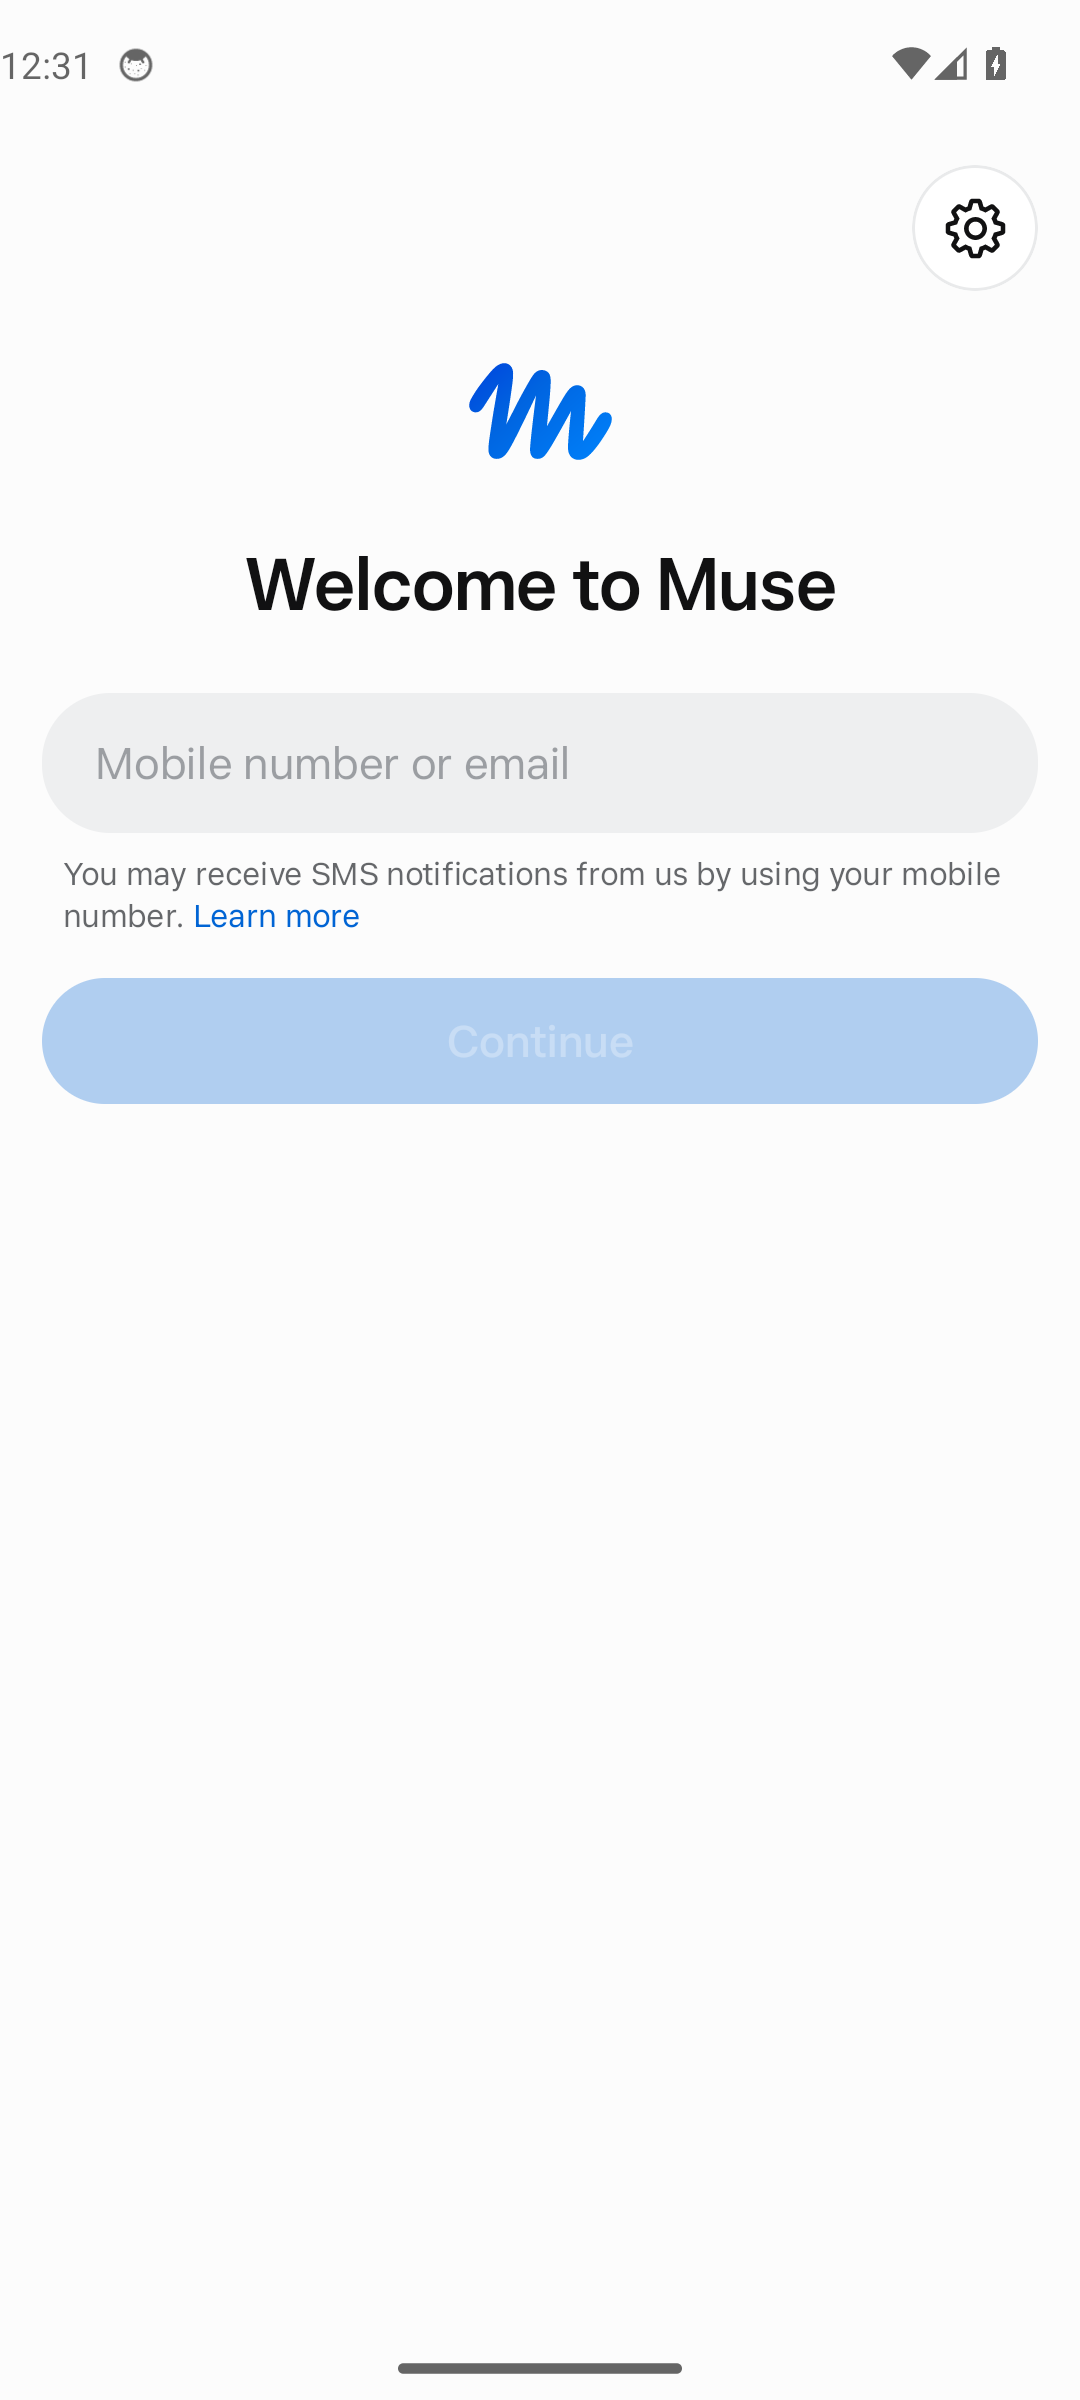 12:31
Welcome to Muse
Mobile number or email
You may receive SMS notifications from us by using your mobile
number. Learn more
Continue